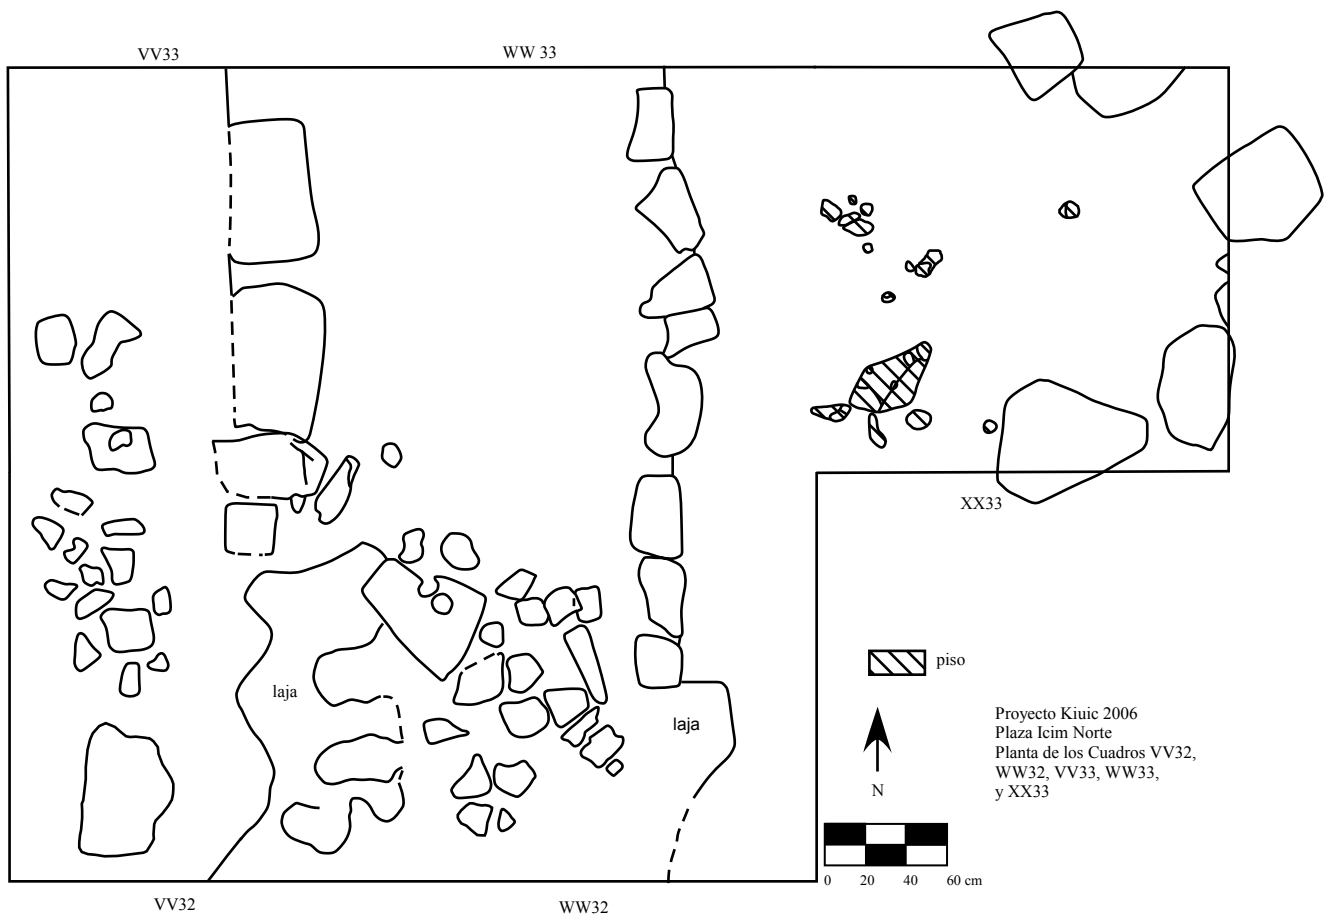 VV33
WW 33
XX33
laja
laja
piso
Proyecto Kiuic 2006
Plaza Icim Norte
Planta de los Cuadros VV32,
WW32, VV33, WW33,
y XX33
N
0 20 40 60 cm
VV32
WW32